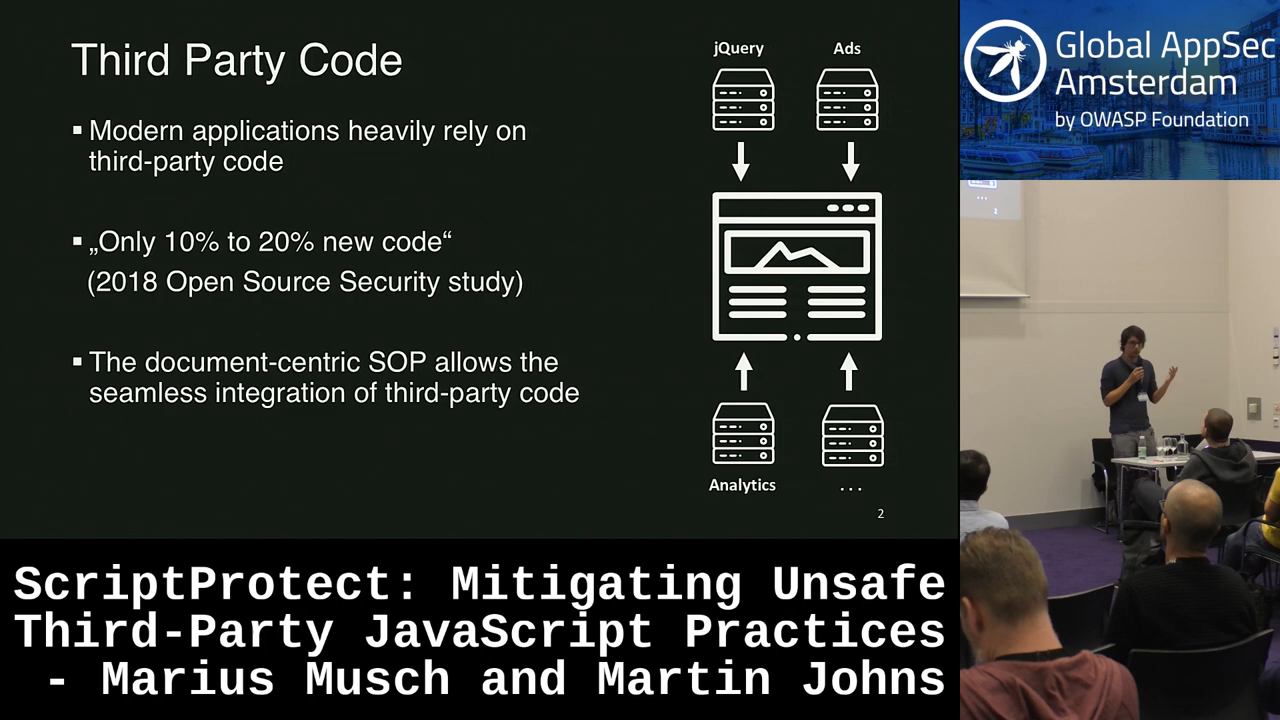 Third Party Code
▪ Modern applications heavily rely on
third-party code
▪ „Only 10% to 20% new code“
(2018 Open Source Security study)
▪ The document-centric SOP allows the
seamless integration of third-party code
jQuery
Ads
Analytics
. . .
2
ScriptProtect: Mitigating Unsafe
Third-Party JavaScript Practices
- Marius Musch and Martin Johns
Global AppSec
Amsterdam
by OWASP Foundation